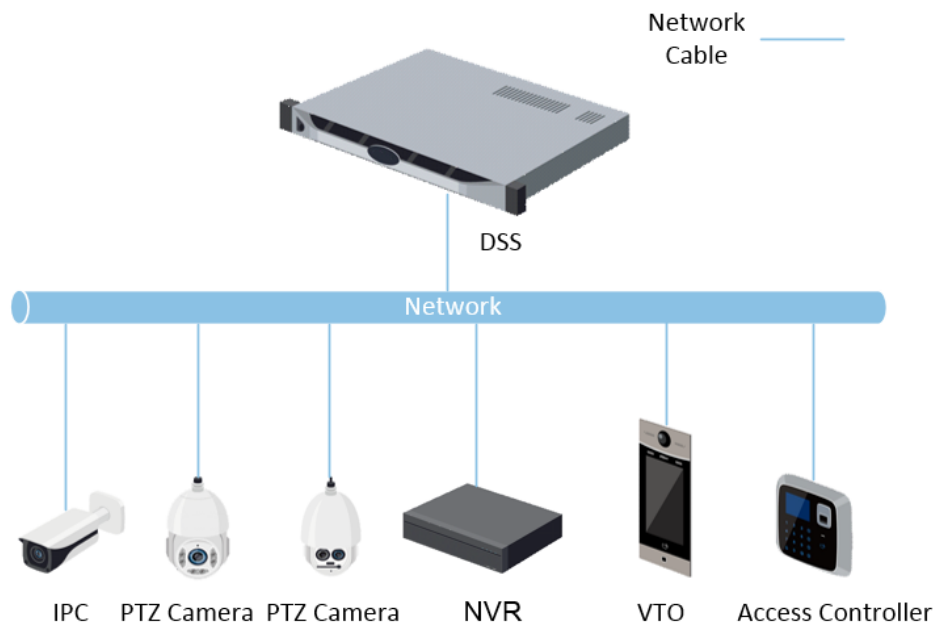 Network
Cable
DSS
Network
IPC
PTZ Camera
PTZ Camera
NVR
VTO
Access Controller